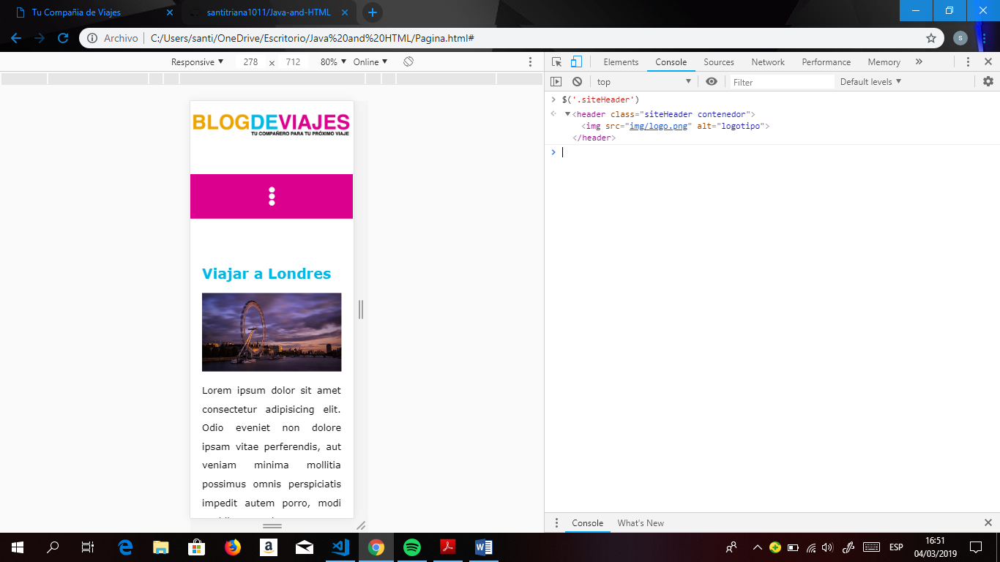 Tu Compañia de Viajes
santitriana1011/Java-and-HTML
Archivo
C:/Users/santi/OneDrive/Escritorio/Java%20and%20HTML/Pagina.html#
S
Responsive
278 × 712
80%
Online
Elements
Console
Sources
Network
Performance
Memory
top
Filter
Default levels
BLOGDEVIAJES
TU COMPAÑERO PARA TU PRÓXIMO VIAJE
Viajar a Londres
Lorem ipsum dolor sit amet
consectetur adipisicing elit.
Odio eveniet non dolore
ipsam vitae perferendis, aut
veniam minima mollitia
possimus omnis perspiciatis
impedit autem porro, modi
$('.siteHeader')
<header class="siteHeader contenedor">
<img src="img/logo.png" alt="logotipo">
</header>
Console
What's New
ESP
16:51
04/03/2019